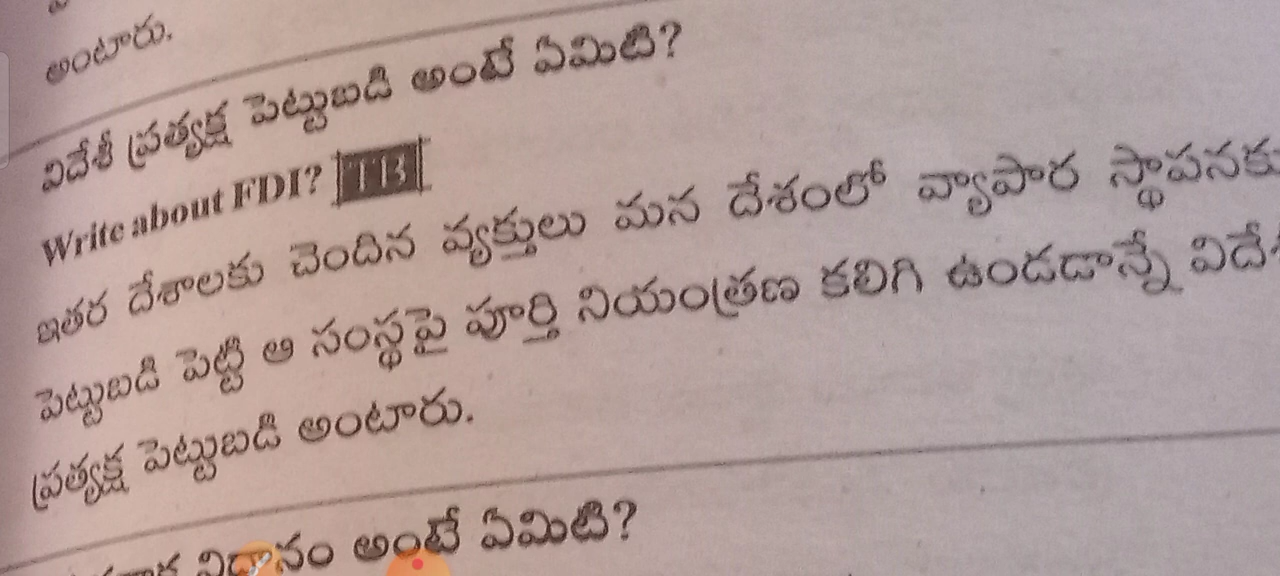 అంటారు.
విదేశీ ప్రత్యక్ష పెట్టుబడి అంటే ఏమిటి?
Write about FDI? TB
ఇతర దేశాలకు చెందిన వ్యక్తులు మన దేశంలో వ్యాపార స్థాపనకు
పెట్టుబడి పెట్టి ఆ సంస్థపై పూర్తి నియంత్రణ కలిగి ఉండడాన్నే విదే
ప్రత్యక్ష పెట్టుబడి అంటారు.
అంటే ఏమిటి?